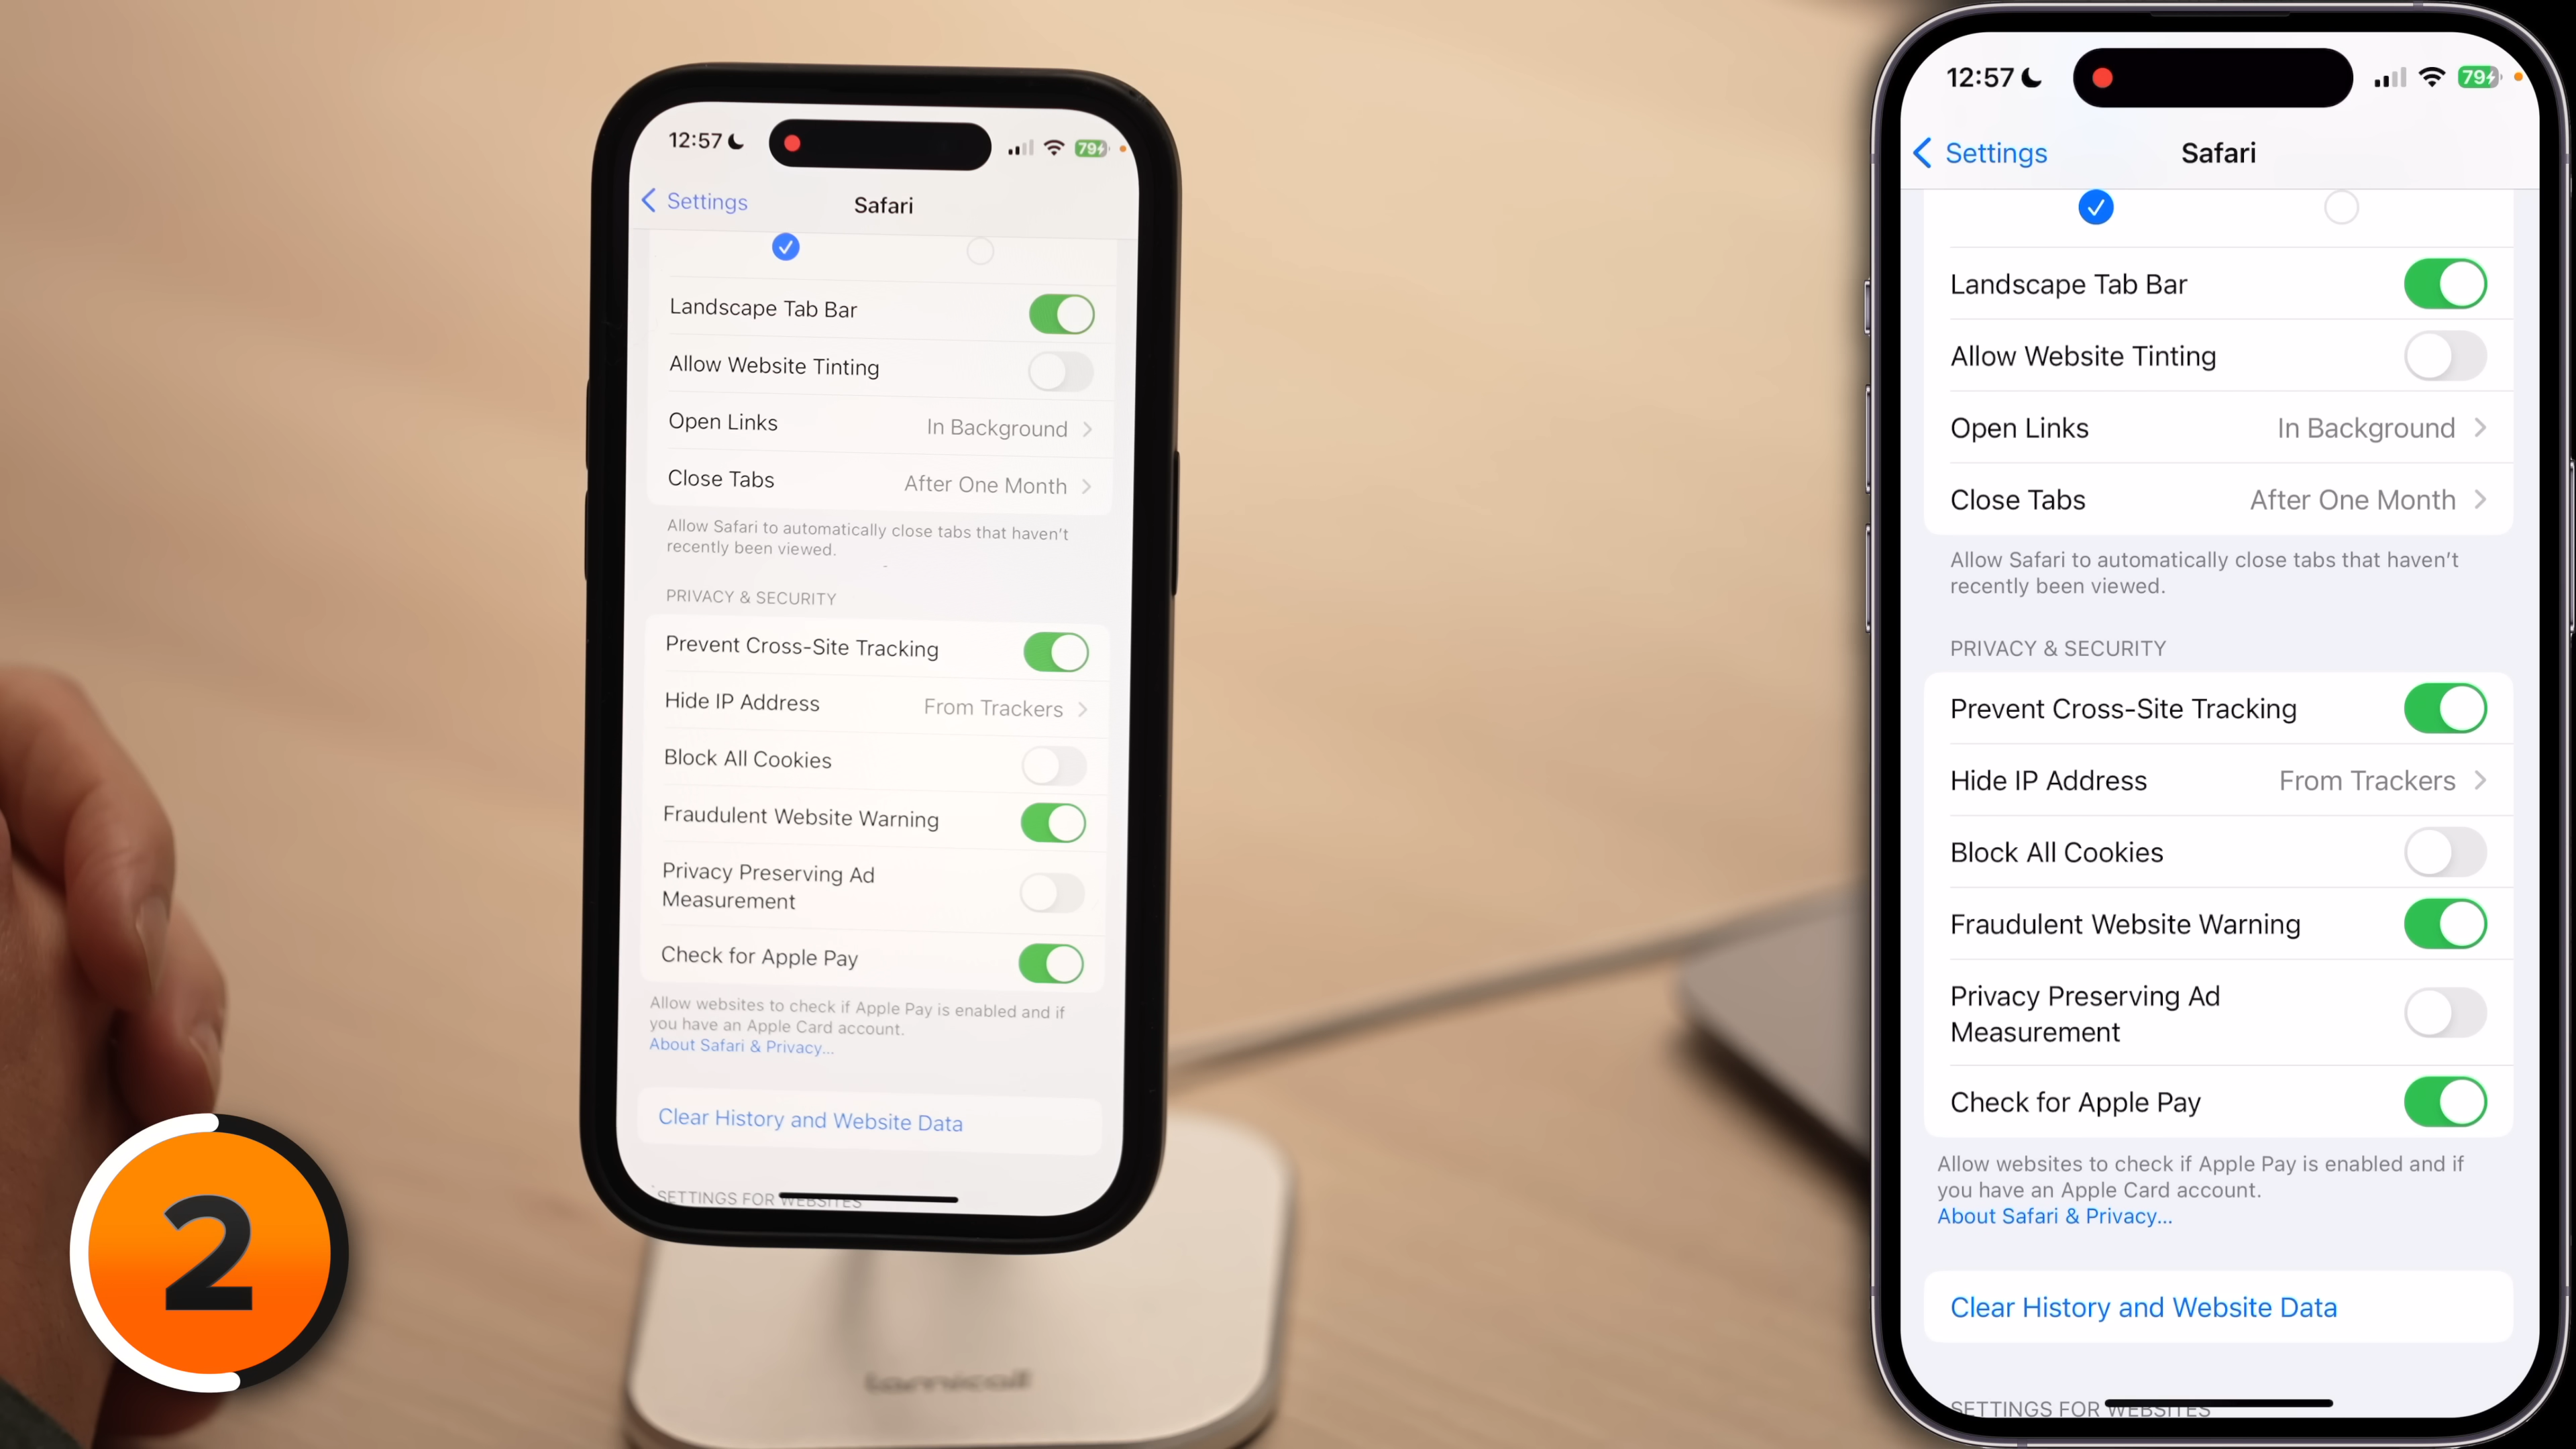 12:57
79
Settings
Safari
Landscape Tab Bar
Allow Website Tinting
Open Links
In Background
Close Tabs
After One Month
Allow Safari to automatically close tabs that haven't
recently been viewed.
PRIVACY & SECURITY
Prevent Cross-Site Tracking
Hide IP Address
From Trackers
Block All Cookies
Fraudulent Website Warning
Privacy Preserving Ad
Measurement
Check for Apple Pay
Allow websites to check if Apple Pay is enabled and if
you have an Apple Card account.
About Safari & Privacy...
Clear History and Website Data
SETTINGS FOR WEBSITES
2
12:57
79
Settings
Safari
Landscape Tab Bar
Allow Website Tinting
Open Links
In Background
Close Tabs
After One Month
Allow Safari to automatically close tabs that haven't
recently been viewed.
PRIVACY & SECURITY
Prevent Cross-Site Tracking
Hide IP Address
From Trackers
Block All Cookies
Fraudulent Website Warning
Privacy Preserving Ad
Measurement
Check for Apple Pay
Allow websites to check if Apple Pay is enabled and if
you have an Apple Card account.
About Safari & Privacy...
Clear History and Website Data
SETTINGS FOR WEBSITES